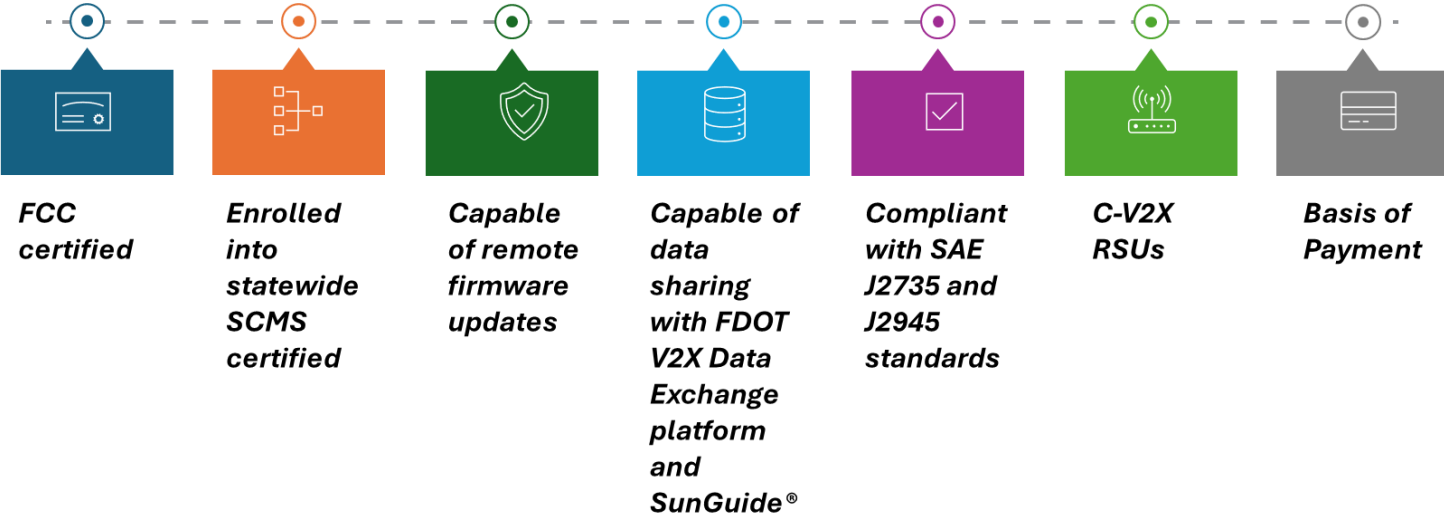 FCC
certified
Enrolled
into
statewide
SCMS
certified
Capable
of remote
firmware
updates
Capable of
data
sharing
with FDOT
V2X Data
Exchange
platform
and
SunGuide®
Compliant
with SAE
J2735 and
J2945
standards
C-V2X
RSUs
Basis of
Payment